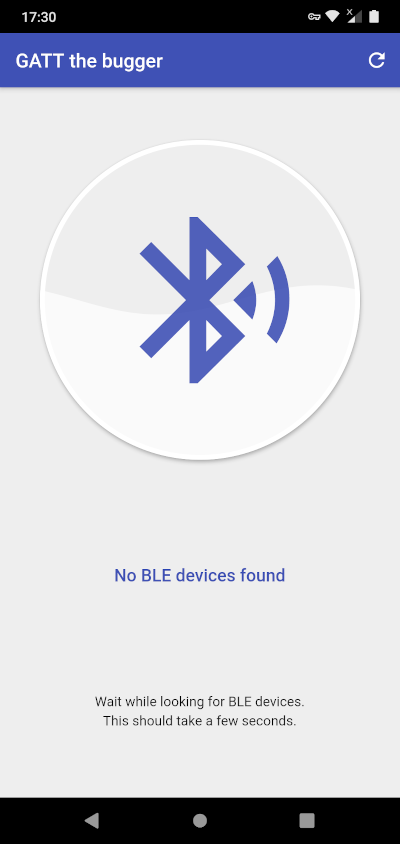 17:30
GATT the bugger
No BLE devices found
Wait while looking for BLE devices.
This should take a few seconds.